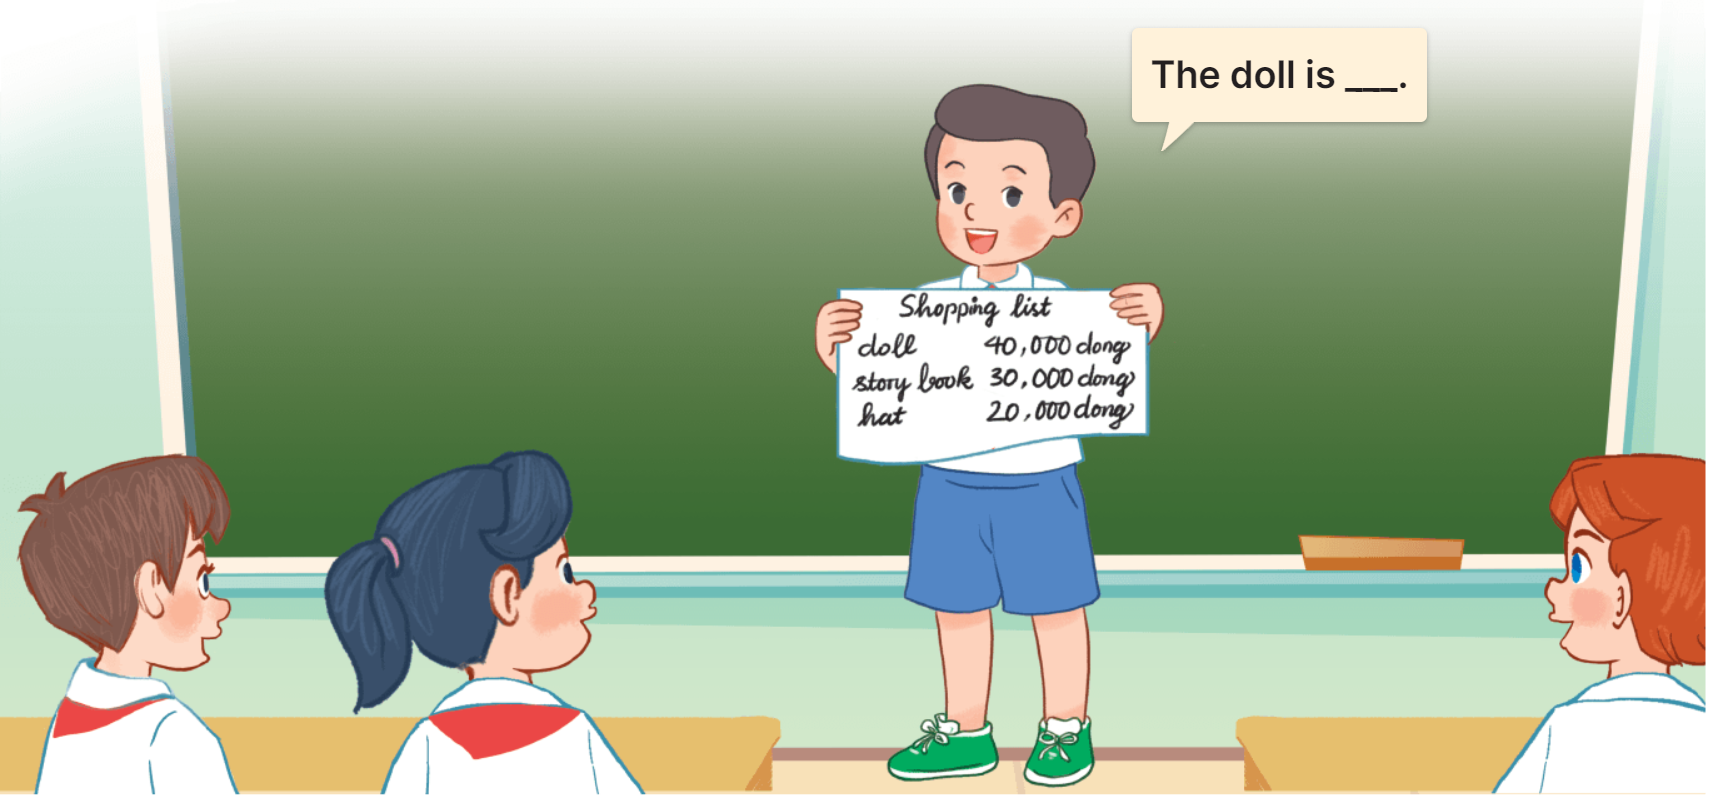 The doll is ___.
Shopping list
doll 40,000 dong
story book 30,000 dong
hat 20,000 dong